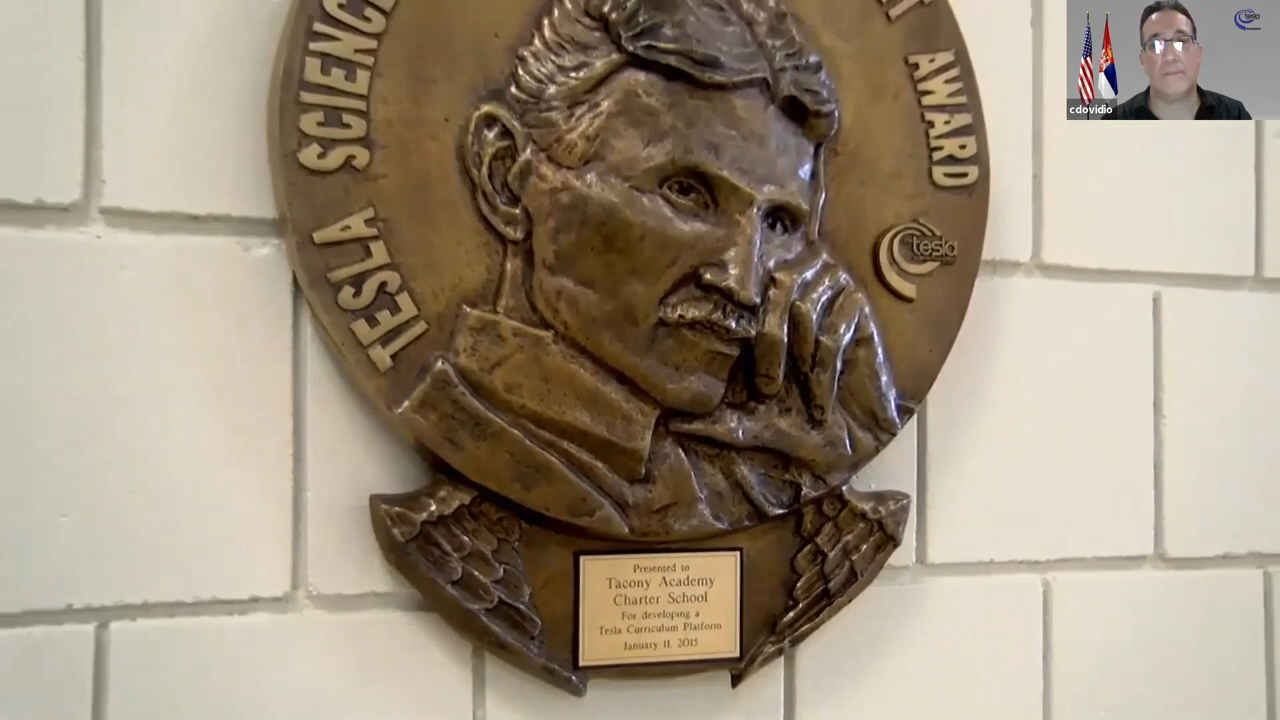 TESLA SCIENC
T AWARD
tesla
Presented to
Tacony Academy
Charter School
For developing a
Tesla Curriculum Platform
January 11, 2015
cdovidio
tesla